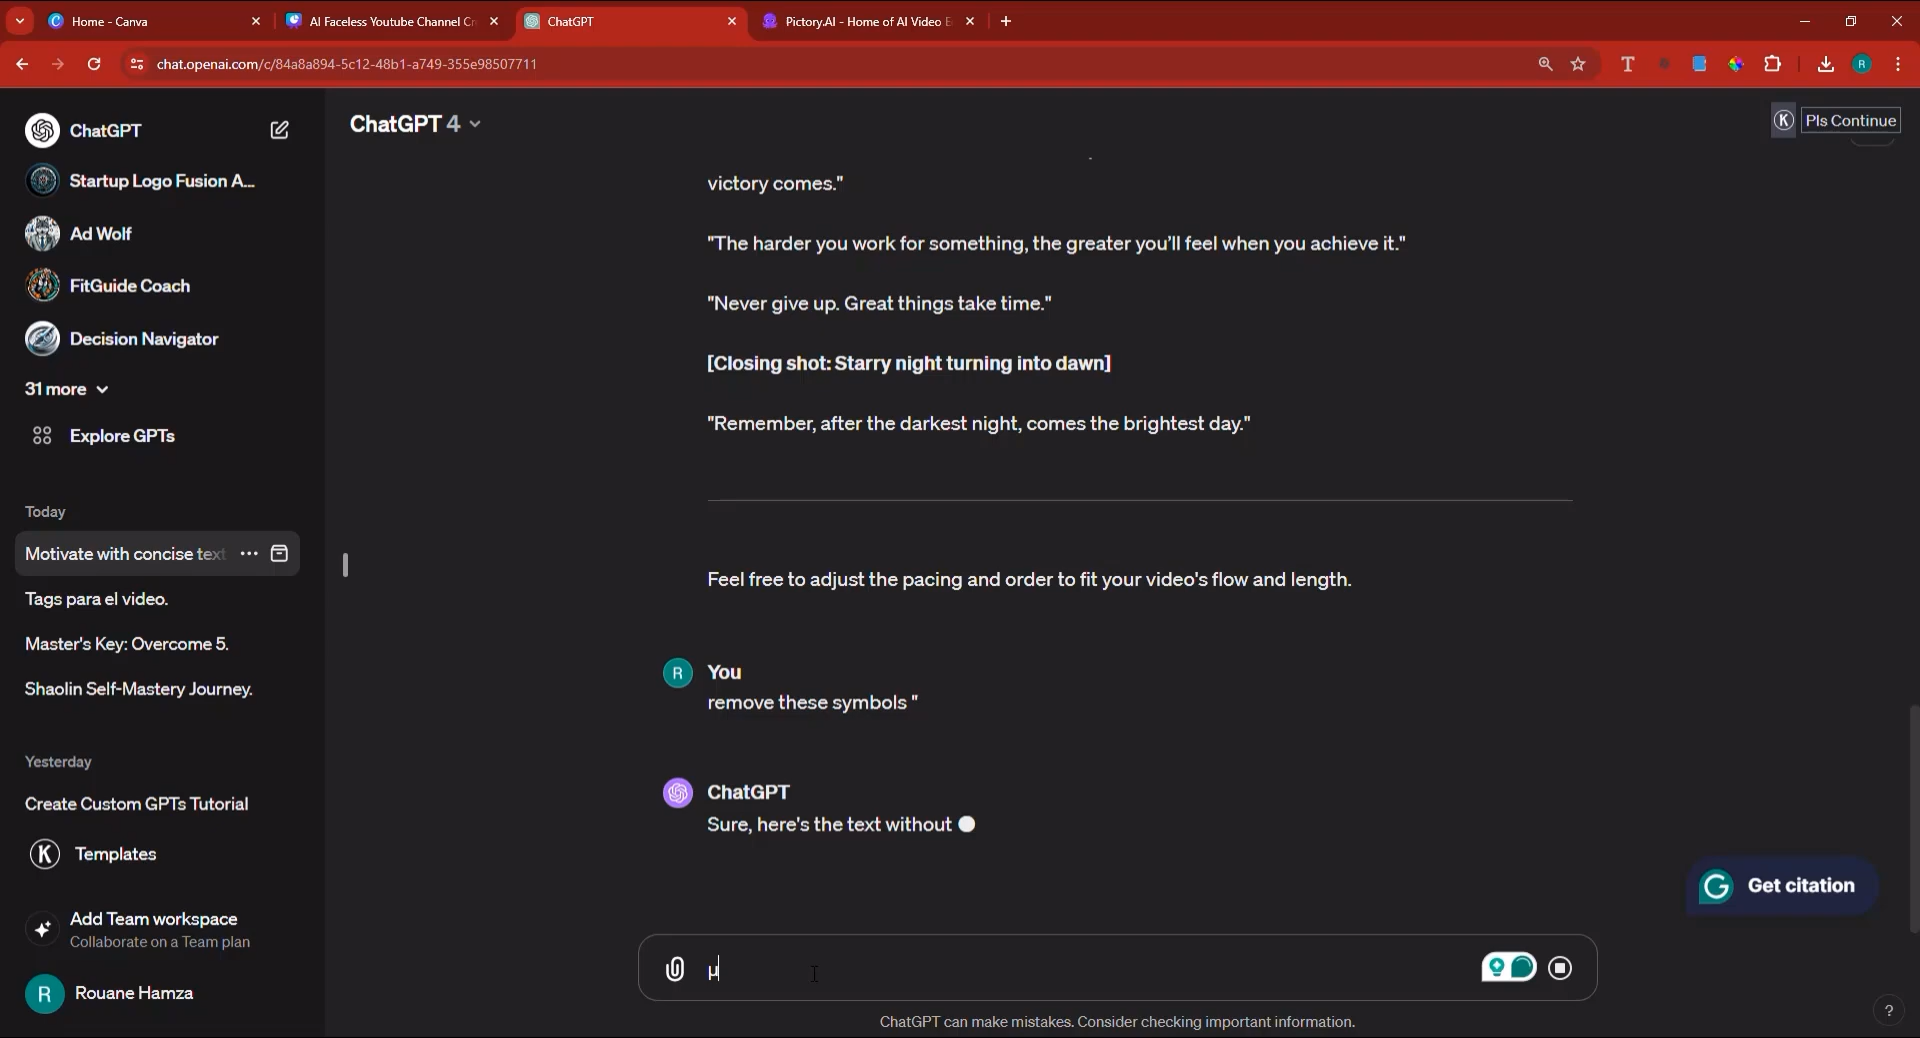 Home - Canva
AI Faceless Youtube Channel Cr
ChatGPT
Pictory.AI - Home of AI Video E
chat.openai.com/c/84a8a894-5c12-48b1-a749-355e98507711
T
R
ChatGPT
Startup Logo Fusion A...
Ad Wolf
FitGuide Coach
Decision Navigator
31 more
Explore GPTs
Today
Motivate with concise text
Tags para el video.
Master's Key: Overcome 5.
Shaolin Self-Mastery Journey.
Yesterday
Create Custom GPTs Tutorial
K Templates
Add Team workspace
Collaborate on a Team plan
R Rouane Hamza
ChatGPT 4
K Pls Continue
victory comes."
"The harder you work for something, the greater you’ll feel when you achieve it."
"Never give up. Great things take time."
[Closing shot: Starry night turning into dawn]
"Remember, after the darkest night, comes the brightest day."
Feel free to adjust the pacing and order to fit your video's flow and length.
R You
remove these symbols "
ChatGPT
Sure, here's the text without
G Get citation
µ
ChatGPT can make mistakes. Consider checking important information.
?